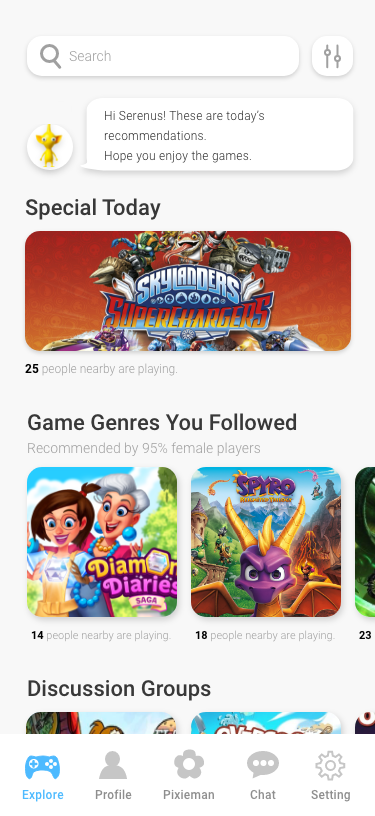 Search
Hi Serenus! These are today's
recommendations.
Hope you enjoy the games.
Special Today
SKYLANDERS
SUPERCHARGERS
25 people nearby are playing.
Game Genres You Followed
Recommended by 95% female players
Diamond
Diaries
SAGA
SPYRO
14 people nearby are playing.
18 people nearby are playing.
23
Discussion Groups
Explore
Profile
Pixieman
Chat
Setting